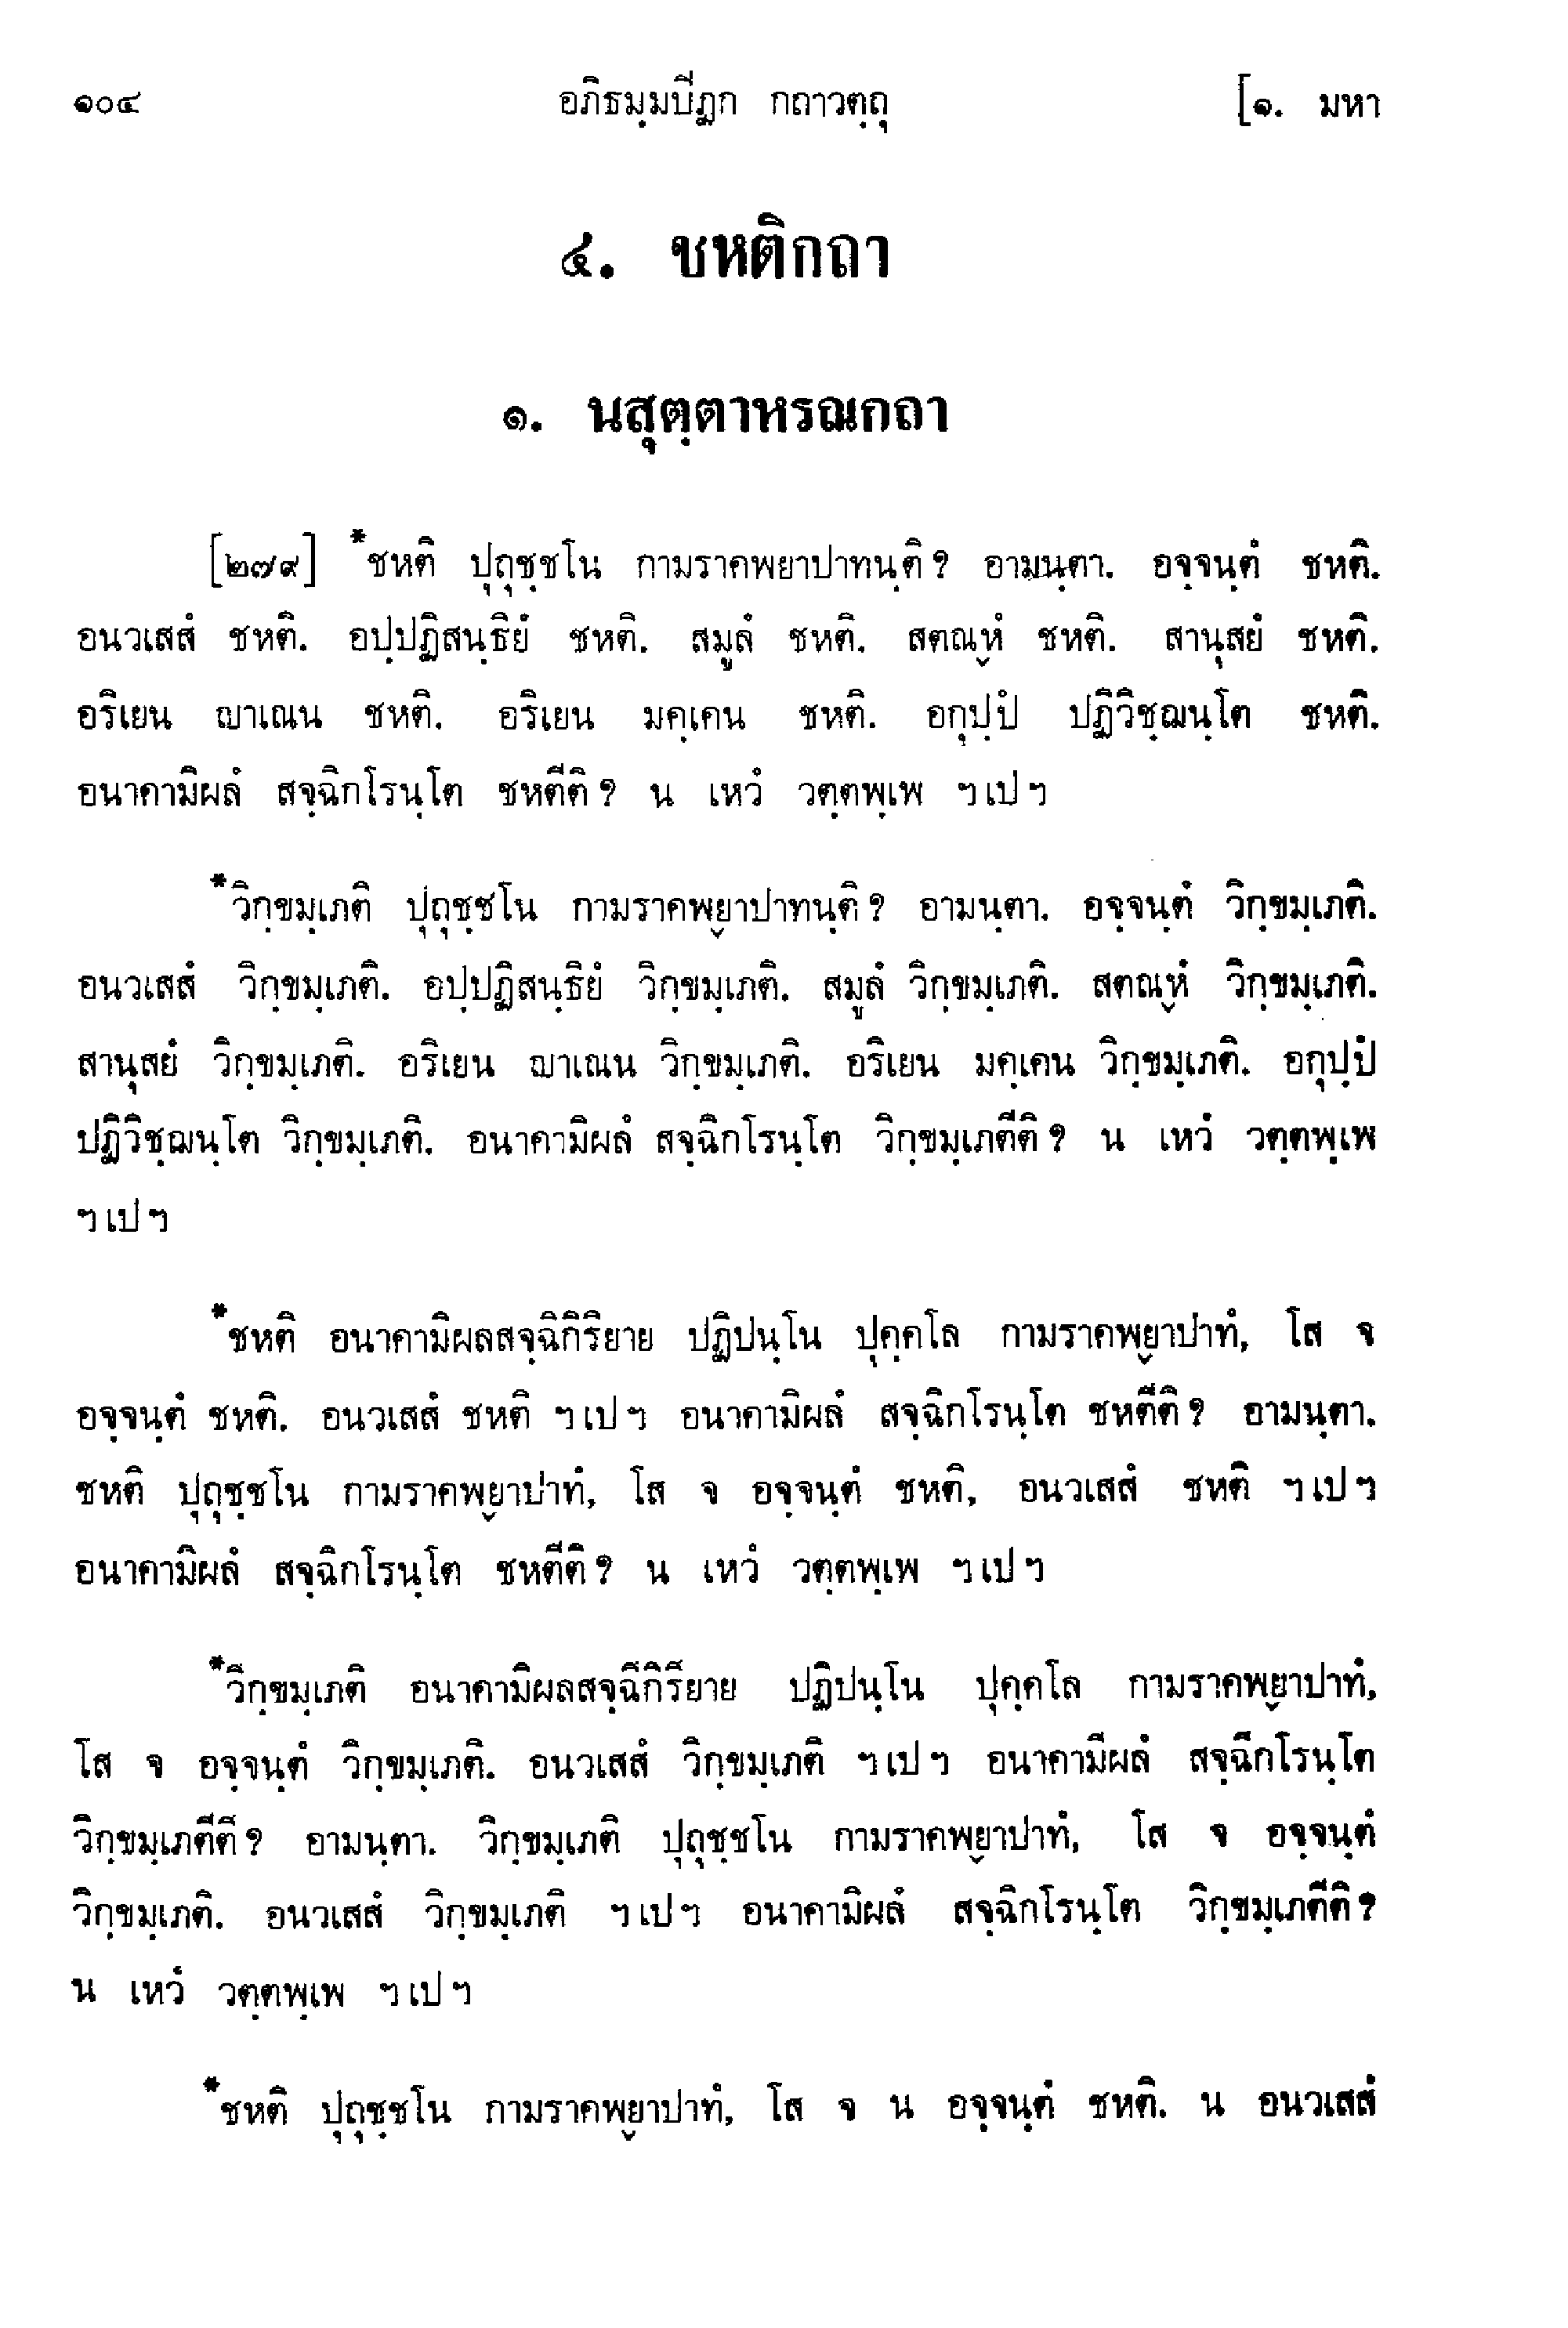 ๑๐๔ อภิธมฺมปีฏก กถาวตฺถุ [๑. มหา
๔. ชหติกถา
๑. นสุตฺตาหรณกถา
[๒๗๙] *ชหติ ปุถุชฺชโน กามราคพยาปาทนฺติ? อามนฺตา. อจฺจนฺตํ ชหติ.
อนวเสสํ ชหติ. อปฺปฏิสนฺธิยํ ชหติ. สมูลํ ชหติ. สตณฺหํ ชหติ. สานุสยํ ชหติ.
อริเยน ญาเณน ชหติ. อริเยน มคฺเคน ชหติ. อกุปฺปํ ปฏิวิชฺฌนฺโต ชหติ.
อนาคามิผลํ สจฺฉิกโรนฺโต ชหตีติ? น เหวํ วตฺตพฺเพ ฯเปฯ
*วิกฺขมฺเภติ ปุถุชฺชโน กามราคพฺยาปาทนฺติ? อามนฺตา. อจฺจนฺตํ วิกฺขมฺเภติ.
อนวเสสํ วิกฺขมฺเภติ. อปฺปฏิสนฺธิยํ วิกฺขมฺเภติ. สมูลํ วิกฺขมฺเภติ. สตณฺหํ วิกฺขมฺเภติ.
สานุสยํ วิกฺขมฺเภติ. อริเยน ญาเณน วิกฺขมฺเภติ. อริเยน มคฺเคน วิกฺขมฺเภติ. อกุปฺปํ
ปฏิวิชฺฌนฺโต วิกฺขมฺเภติ. อนาคามิผลํ สจฺฉิกโรนฺโต วิกฺขมฺเภตีติ? น เหวํ วตฺตพฺเพ
ฯเปฯ
*ชหติ อนาคามิผลสจฺฉิกิริยาย ปฏิปนฺโน ปุคฺคโล กามราคพฺยาปาทํ, โส จ
อจฺจนฺตํ ชหติ. อนวเสสํ ชหติ ฯเปฯ อนาคามิผลํ สจฺฉิกโรนฺโต ชหตีติ? อามนฺตา.
ชหติ ปุถุชฺชโน กามราคพฺยาปาทํ, โส จ อจฺจนฺตํ ชหติ, อนวเสสํ ชหติ ฯเปฯ
อนาคามิผลํ สจฺฉิกโรนฺโต ชหตีติ? น เหวํ วตฺตพฺเพ ฯเปฯ
*วิกฺขมฺเภติ อนาคามิผลสจฺฉีกิริยาย ปฏิปนฺโน ปุคฺคโล กามราคพฺยาปาทํ,
โส จ อจฺจนฺตํ วิกฺขมฺเภติ. อนวเสสํ วิกฺขมฺเภติ ฯเปฯ อนาคามิผลํ สจฺฉิกโรนฺโต
วิกฺขมฺเภตีติ? อามนฺตา. วิกฺขมฺเภติ ปุถุชฺชโน กามราคพฺยาปาทํ, โส จ อจฺจนฺตํ
วิกฺขมฺเภติ. อนวเสสํ วิกฺขมฺเภติ ฯเปฯ อนาคามิผลํ สจฺฉิกโรนฺโต วิกฺขมฺเภตีติ?
น เหวํ วตฺตพฺเพ ฯเปฯ
*ชหติ ปุถุชฺชโน กามราคพฺยาปาทํ, โส จ น อจฺจนฺตํ ชหติ. น อนวเสสํ